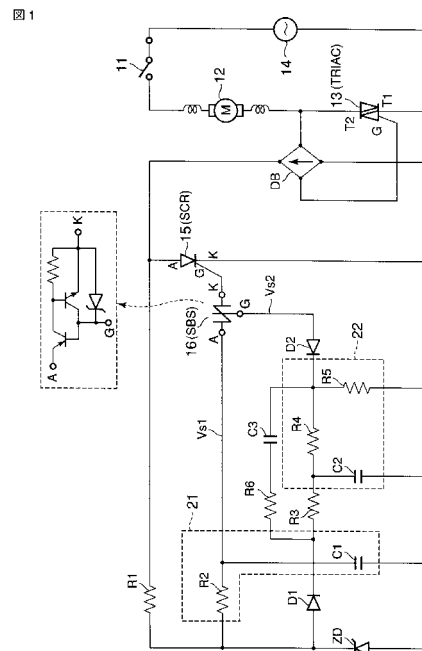 図1
11
12
M
14
13(TRIAC)
T2
T1
G
DB
15(SCR)
A
K
G
16(SBS)
A
K
G
A
K
G
Vs1
Vs2
D2
22
R5
R4
C3
C2
R6
R3
21
R1
R2
C1
D1
ZD